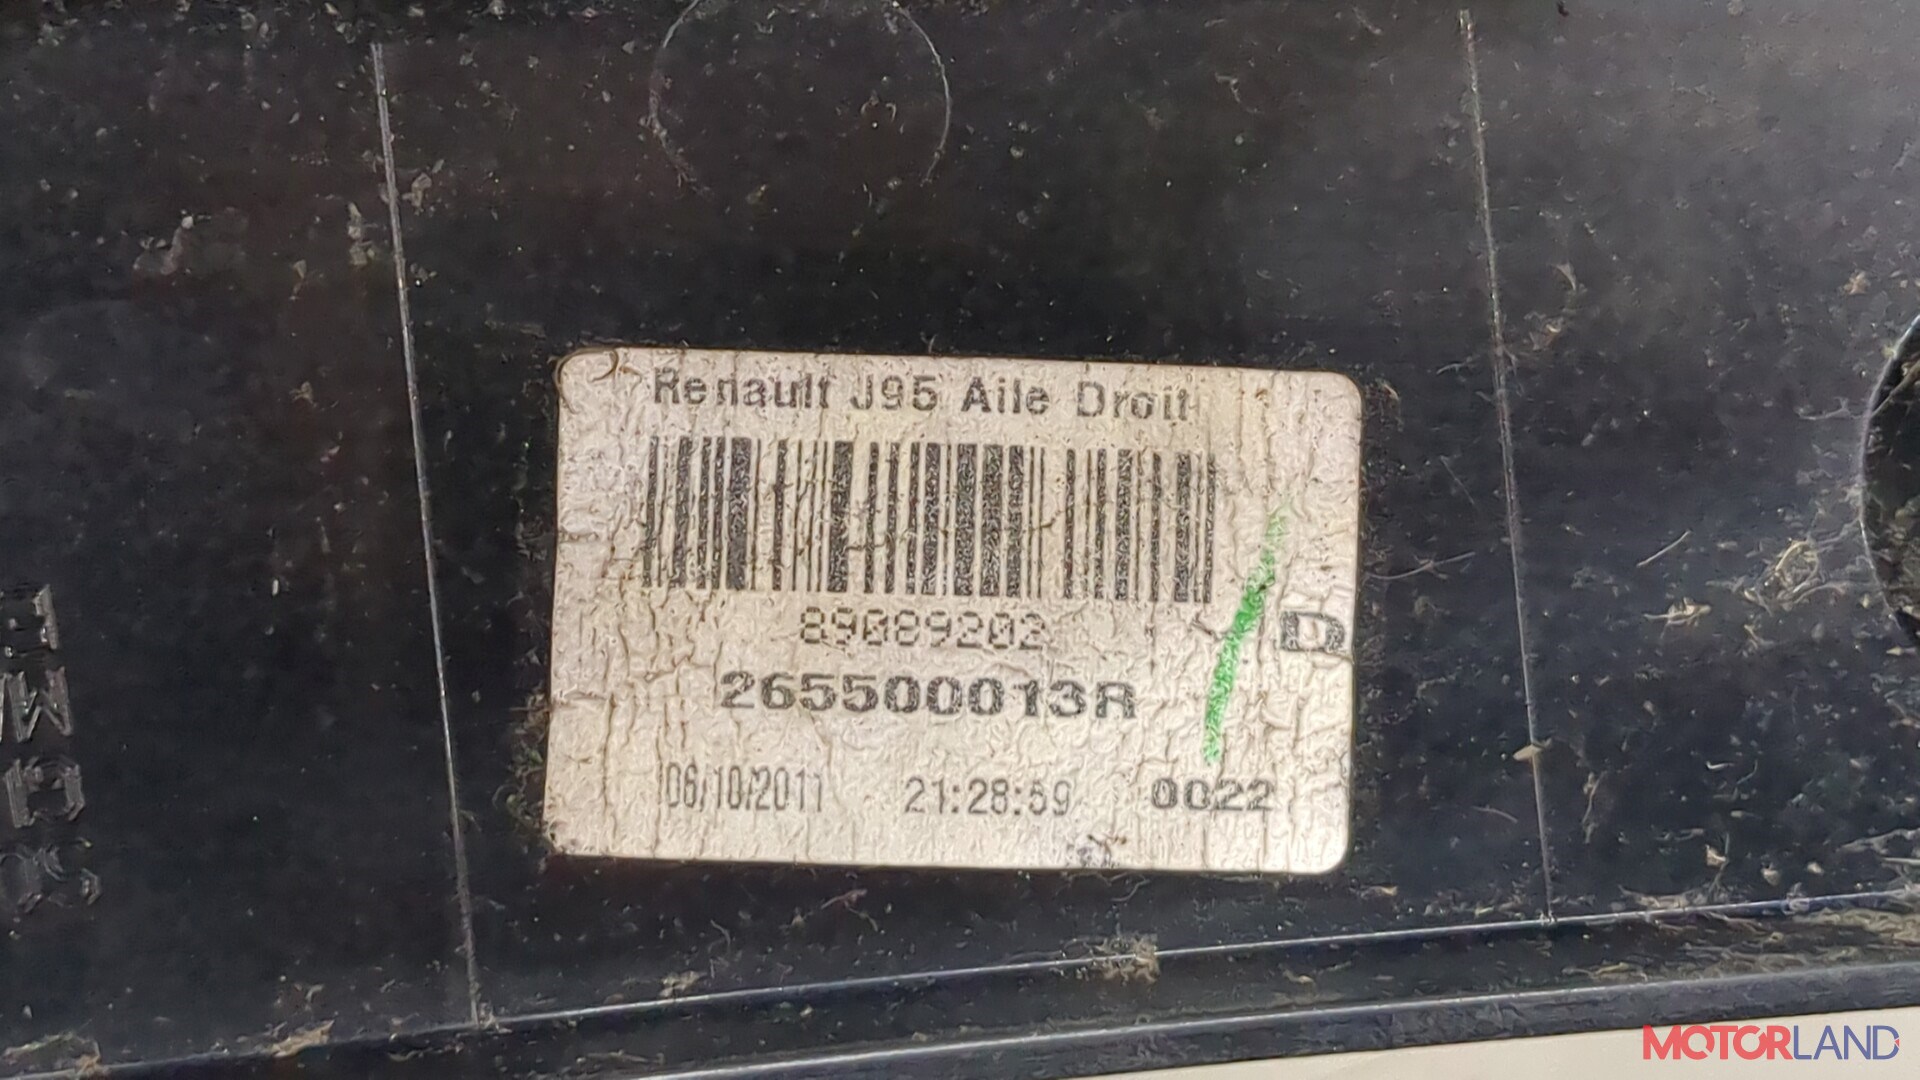 Renault J95 Aile Droit
89089202
D
265500013R
06/10/2011 21:28:59 0022
MOTORLAND